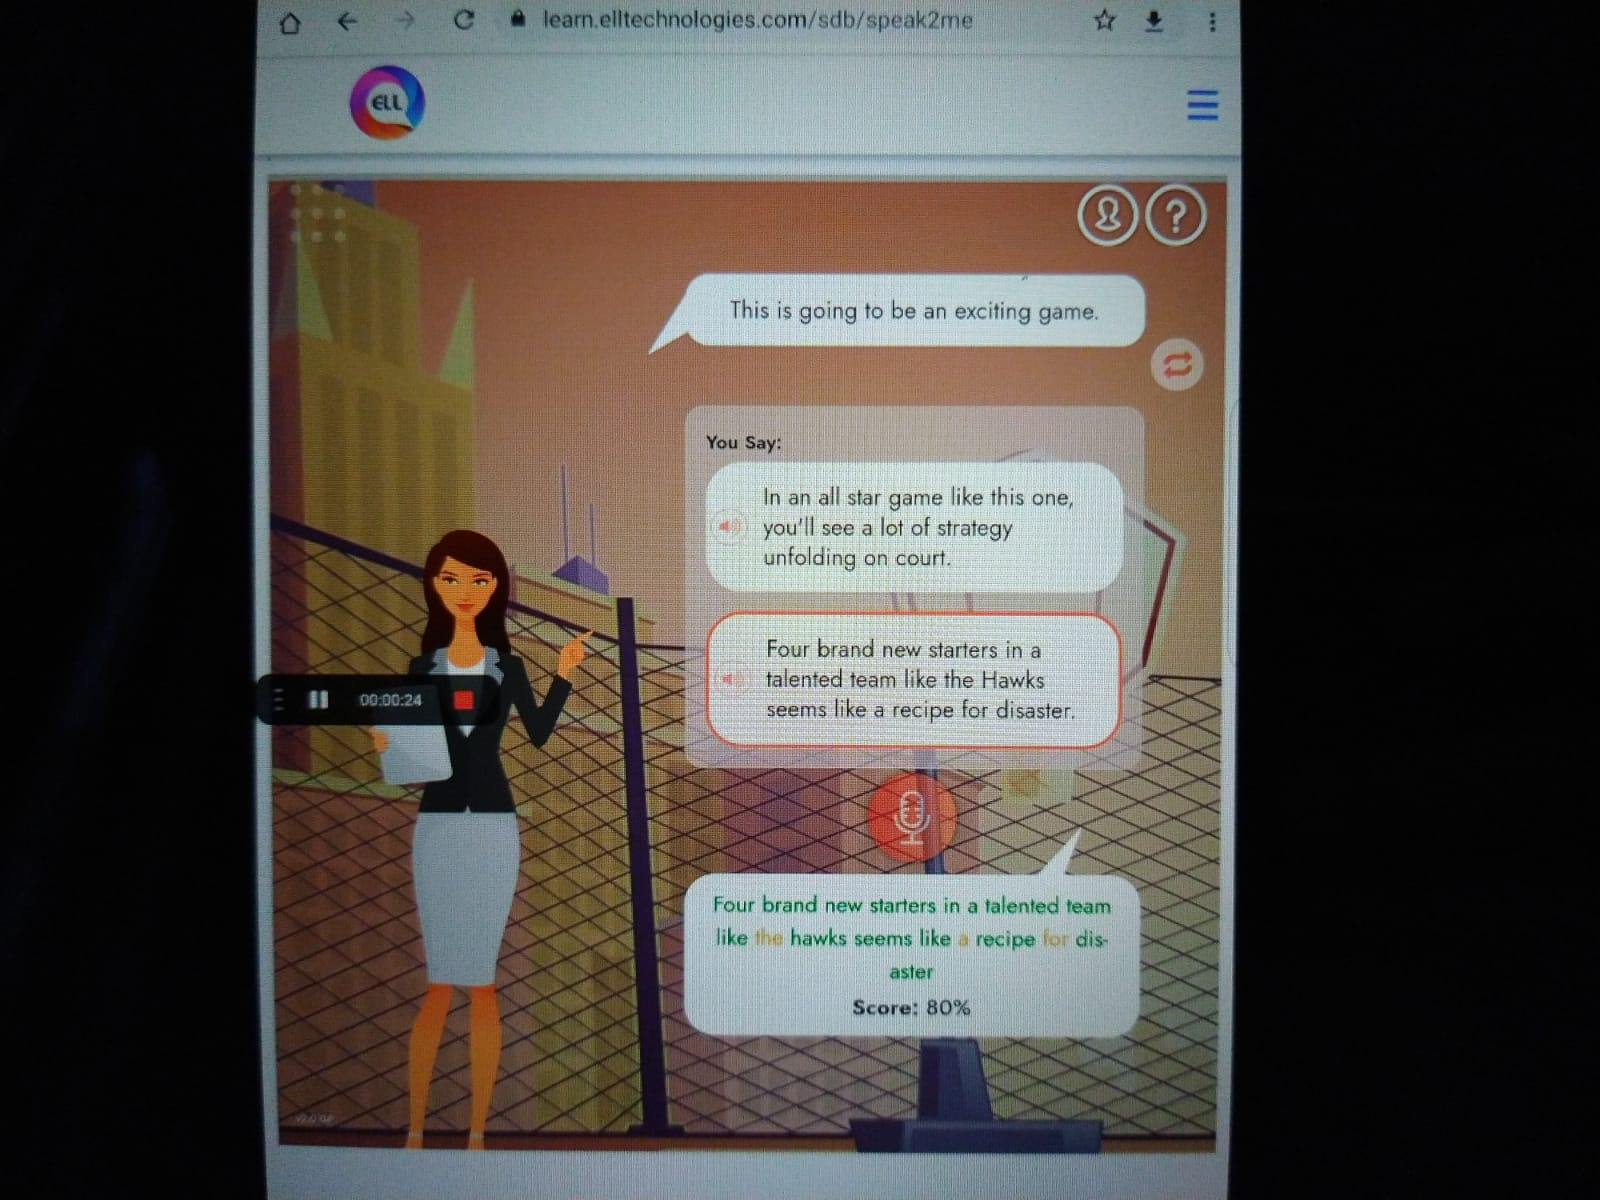 learn.elltechnologies.com/sdb/speak2me
ELL
?
This is going to be an exciting game.
You Say:
In an all star game like this one,
you'll see a lot of strategy
unfolding on court.
Four brand new starters in a
talented team like the Hawks
seems like a recipe for disaster.
00:00:24
Four brand new starters in a talented team
like the hawks seems like a recipe for dis-
aster
Score: 80%